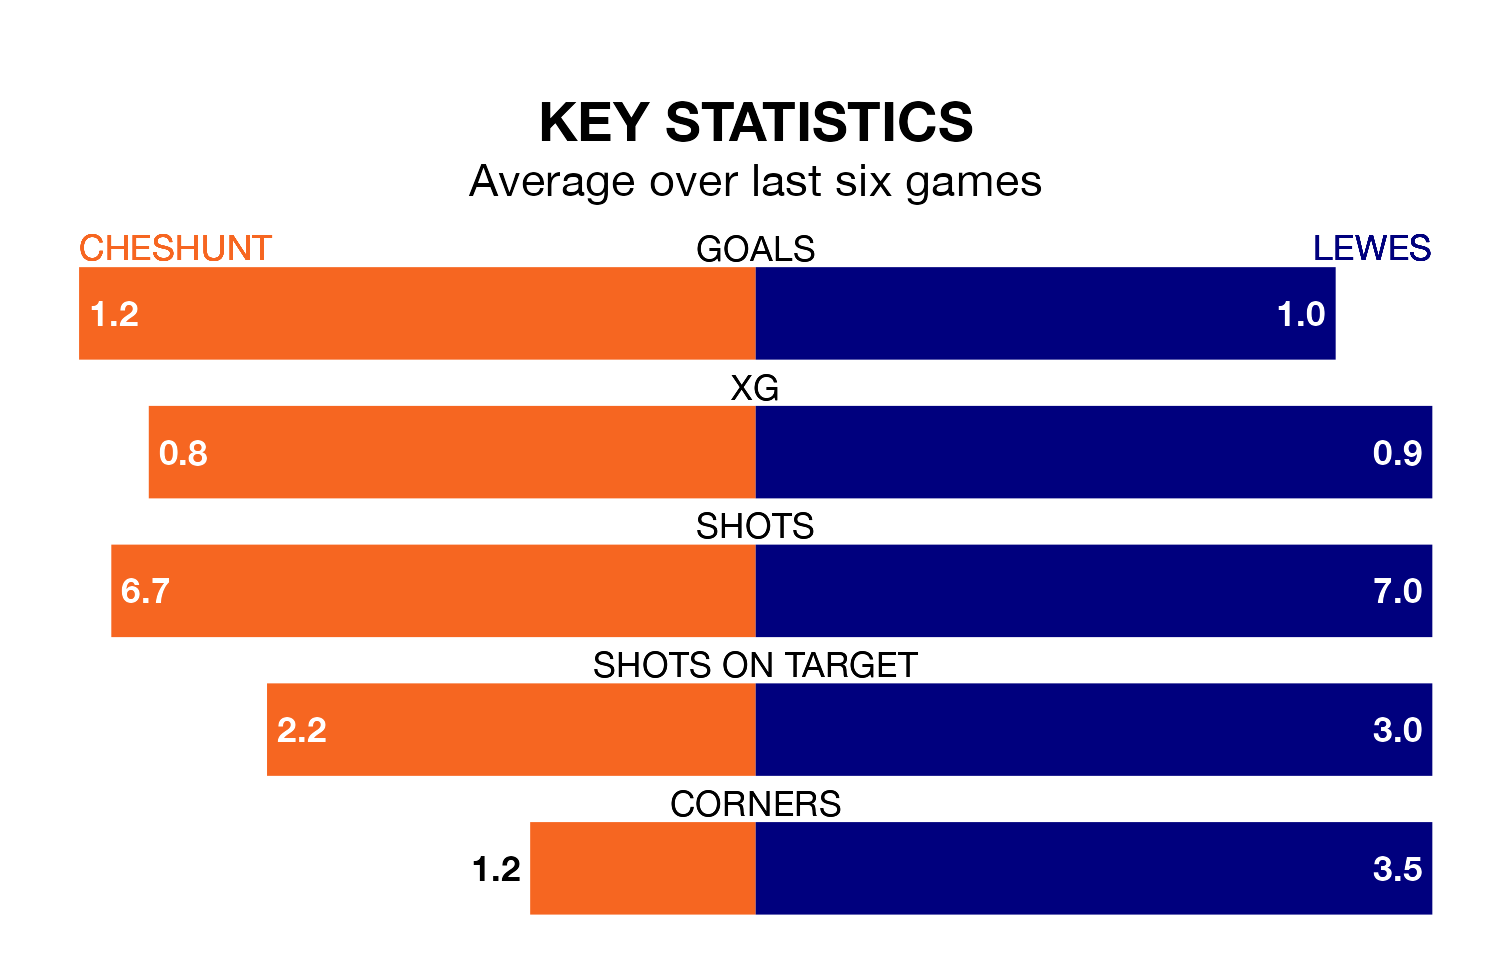 KEY STATISTICS
Average over last six games
CHESHUNT GOALS LEWES
1.2 1.0
XG
0.8 0.9
SHOTS
6.7 7.0
SHOTS ON TARGET
2.2 3.0
CORNERS
1.2 3.5